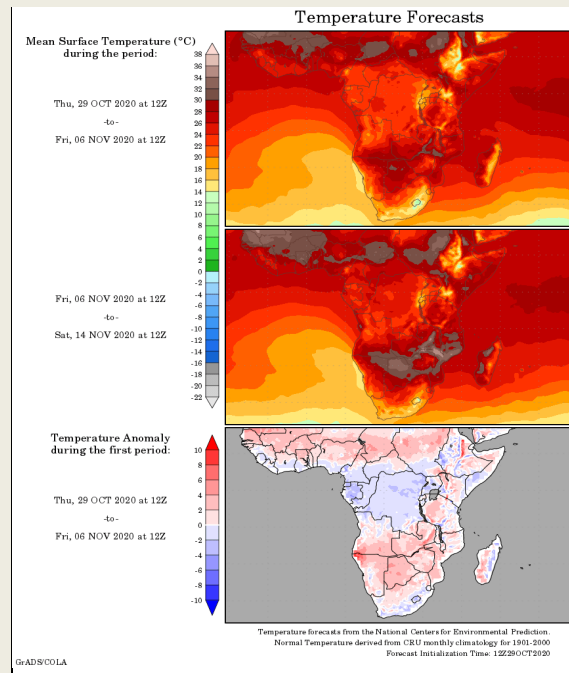 Temperature Forecasts
Mean Surface Temperature (°C)
during the period:
Thu, 29 OCT 2020 at 12Z
-to-
Fri, 06 NOV 2020 at 12Z
38
36
34
32
30
28
26
24
22
20
18
16
14
12
10
8
6
4
2
0
-2
-4
-6
-8
-10
-12
-14
-16
-18
-20
-22
Fri, 06 NOV 2020 at 12Z
-to-
Sat, 14 NOV 2020 at 12Z
Temperature Anomaly
during the first period:
Thu, 29 OCT 2020 at 12Z
-to-
Fri, 06 NOV 2020 at 12Z
10
8
6
4
2
0
-2
-4
-6
-8
-10
Temperature forecasts from the National Centers for Environmental Prediction.
Normal Temperature derived from CRU monthly climatology for 1901-2000
Forecast Initialization Time: 12Z29OCT2020
GrADS/COLA